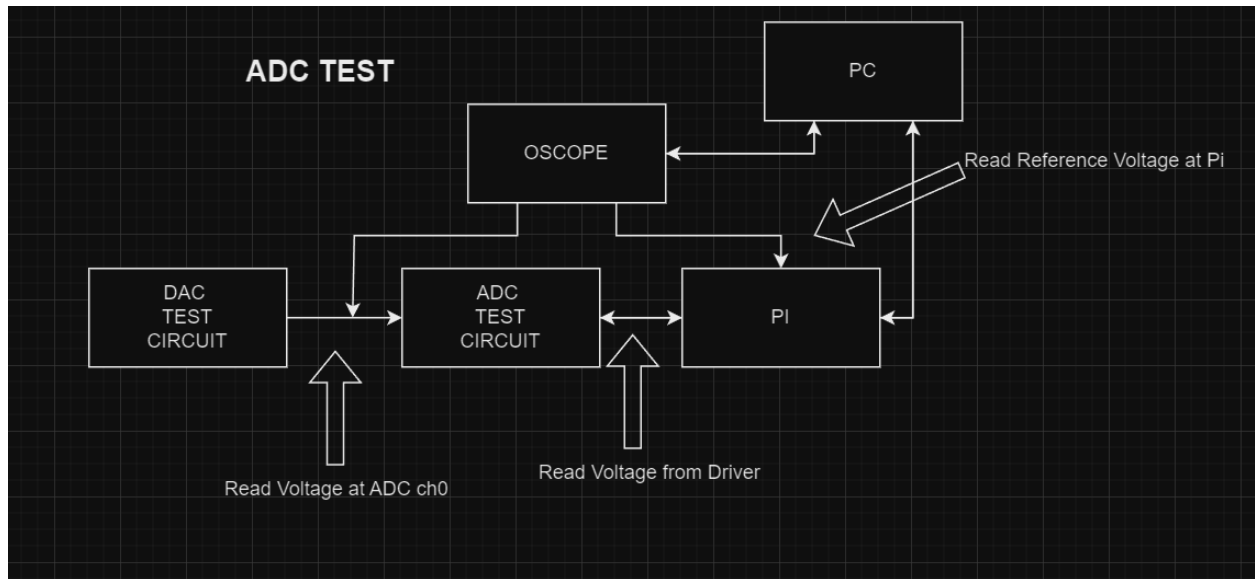 ADC TEST
PC
OSCOPE
Read Reference Voltage at Pi
DAC
TEST
CIRCUIT
ADC
TEST
CIRCUIT
PI
Read Voltage at ADC ch0
Read Voltage from Driver